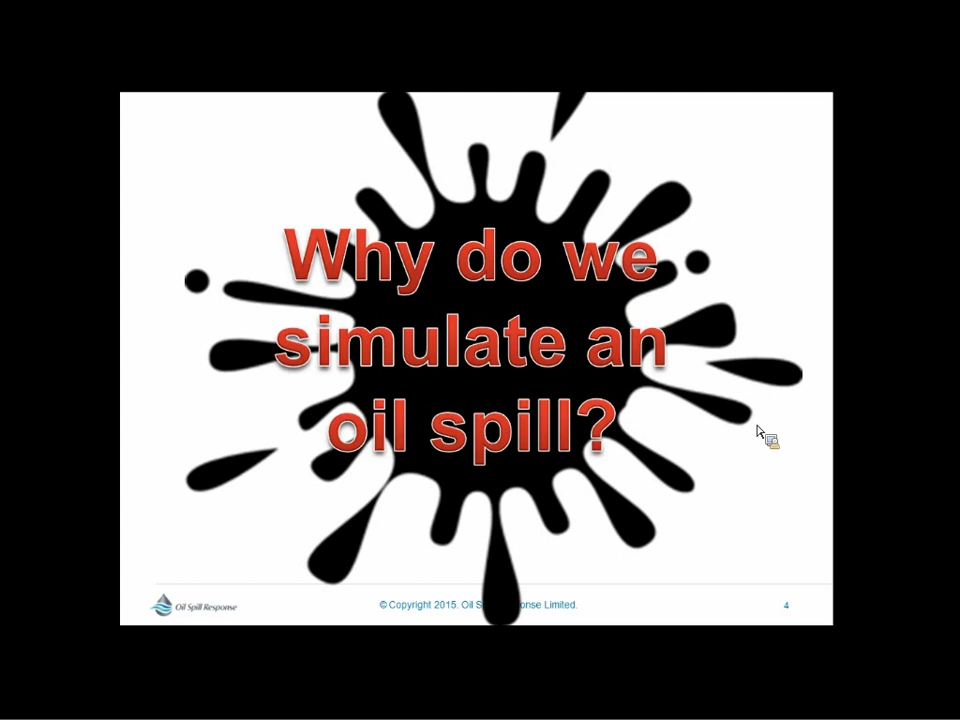 Why do we
simulate an
oil spill?
Oil Spill Response
© Copyright 2015. Oil S onse Limited.
4